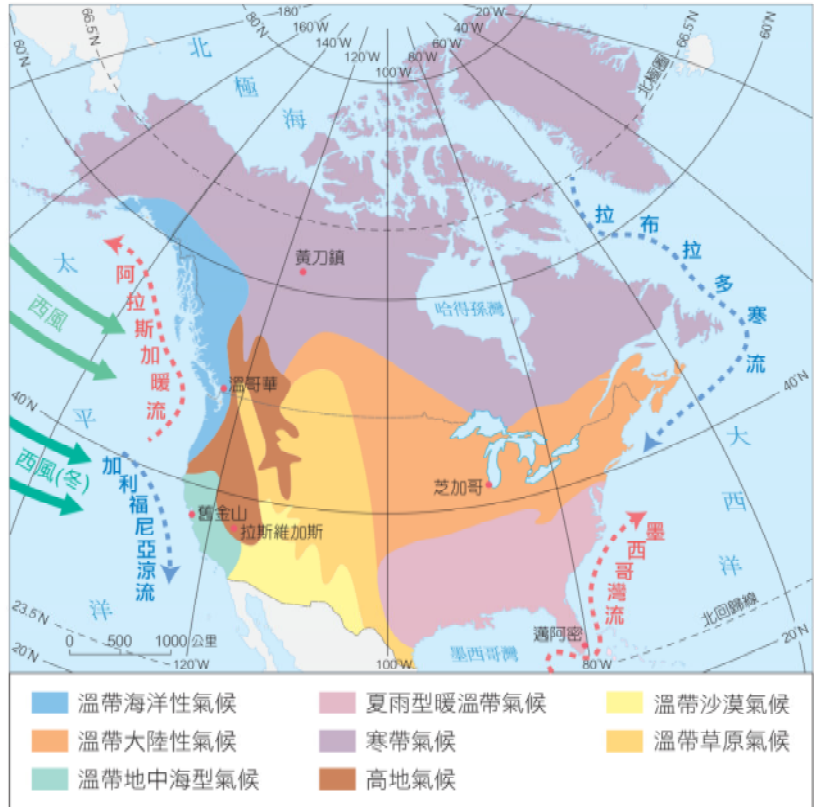 180°
160°W
140°W
120°W
100°W
80°W
60°W
40°W
20°W
66.5°N
60°N
80°N
80°N
66.5°N
60°N
北極海
北極圈
拉布拉多寒流
黃刀鎮
哈得孫灣
太平洋
西風
阿拉斯加暖流
溫哥華
40°N
40°N
西風(冬)
加利福尼亞涼流
舊金山
拉斯維加斯
芝加哥
大西洋
墨西哥灣流
北回歸線
邁阿密
墨西哥灣
23.5°N
20°N
20°N
0 500 1000 公里
120°W
100°W
80°W
溫帶海洋性氣候
夏雨型暖溫帶氣候
溫帶沙漠氣候
溫帶大陸性氣候
寒帶氣候
溫帶草原氣候
溫帶地中海型氣候
高地氣候